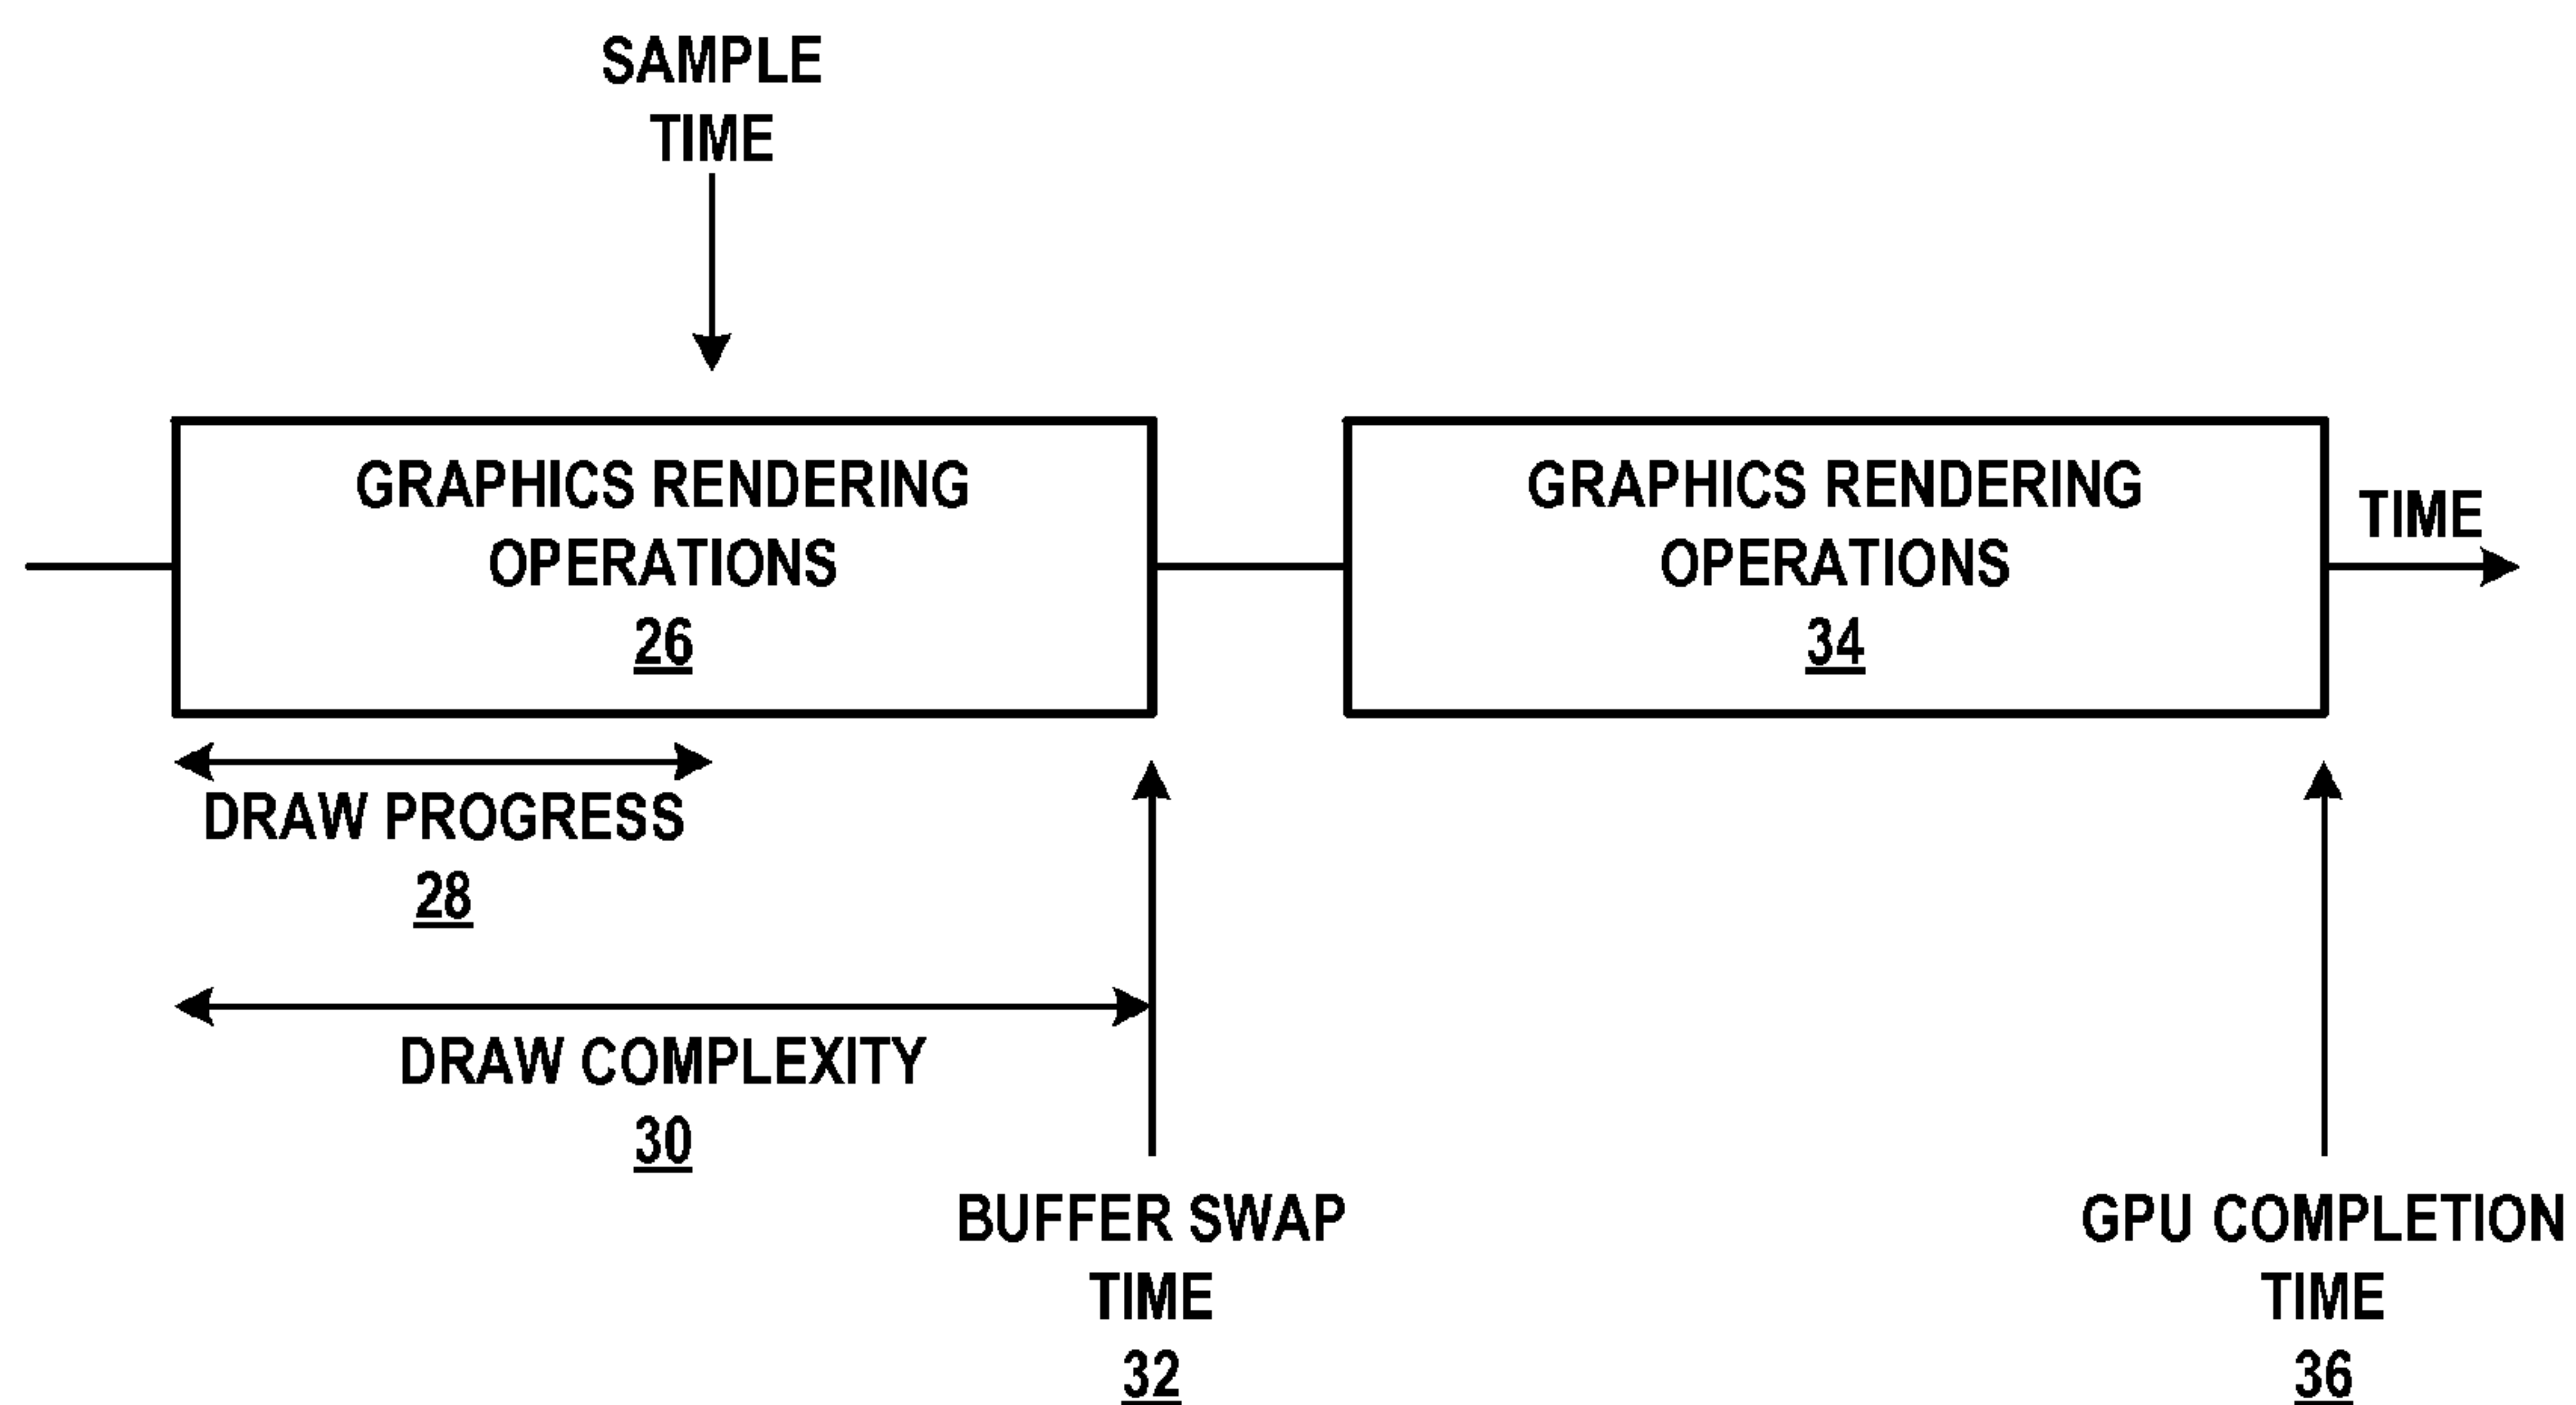 SAMPLE
TIME
GRAPHICS RENDERING
OPERATIONS
26
GRAPHICS RENDERING
OPERATIONS
34
TIME
DRAW PROGRESS
28
DRAW COMPLEXITY
30
BUFFER SWAP
TIME
32
GPU COMPLETION
TIME
36